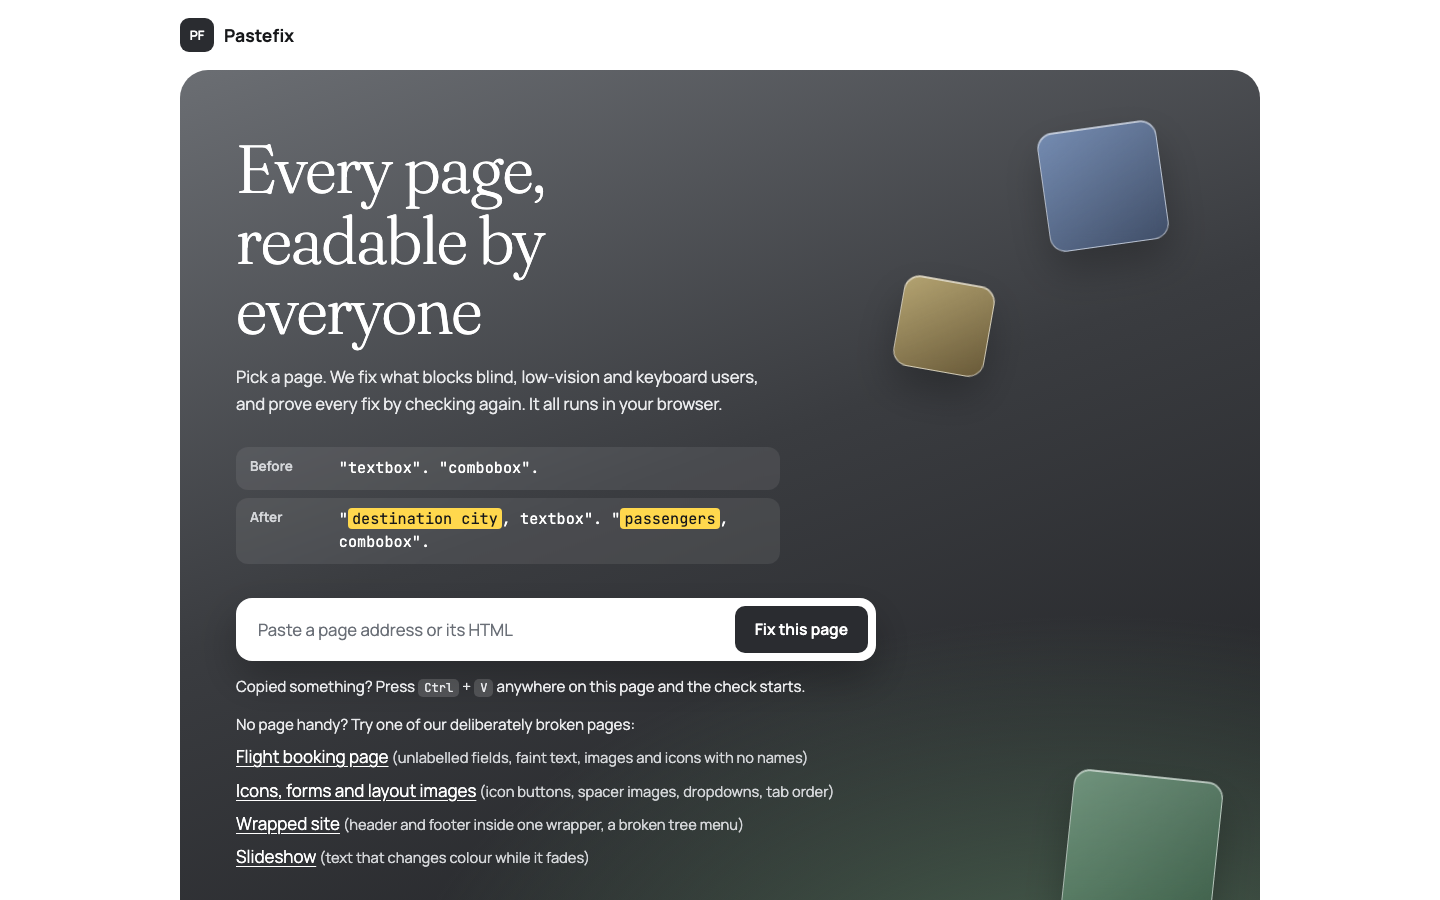 PF Pastefix
Every page,
readable by
everyone
Pick a page. We fix what blocks blind, low-vision and keyboard users,
and prove every fix by checking again. It all runs in your browser.
Before "textbox". "combobox".
After "destination city, textbox". "passengers,
combobox".
Paste a page address or its HTML Fix this page
Copied something? Press Ctrl + V anywhere on this page and the check starts.
No page handy? Try one of our deliberately broken pages:
Flight booking page (unlabelled fields, faint text, images and icons with no names)
Icons, forms and layout images (icon buttons, spacer images, dropdowns, tab order)
Wrapped site (header and footer inside one wrapper, a broken tree menu)
Slideshow (text that changes colour while it fades)